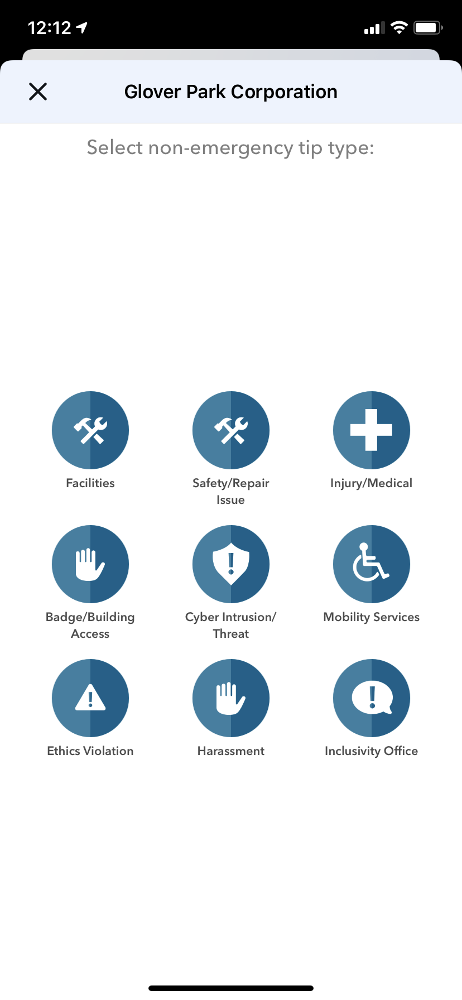 12:12
Glover Park Corporation
Select non-emergency tip type:
Facilities
Safety/Repair
Issue
Injury/Medical
Badge/Building
Access
Cyber Intrusion/
Threat
Mobility Services
Ethics Violation
Harassment
Inclusivity Office